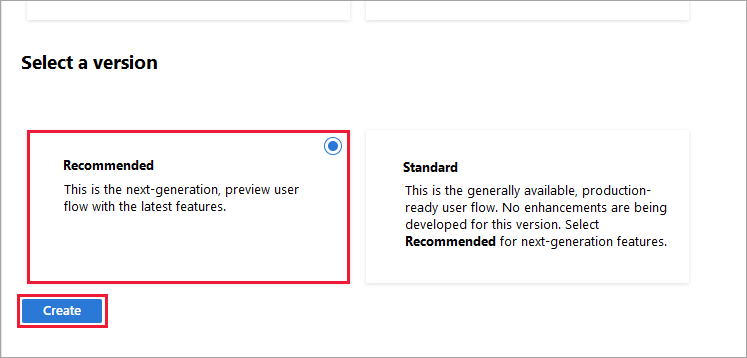 Select a version
Recommended
This is the next-generation, preview user
flow with the latest features.
Standard
This is the generally available, production-
ready user flow. No enhancements are being
developed for this version. Select
Recommended for next-generation features.
Create